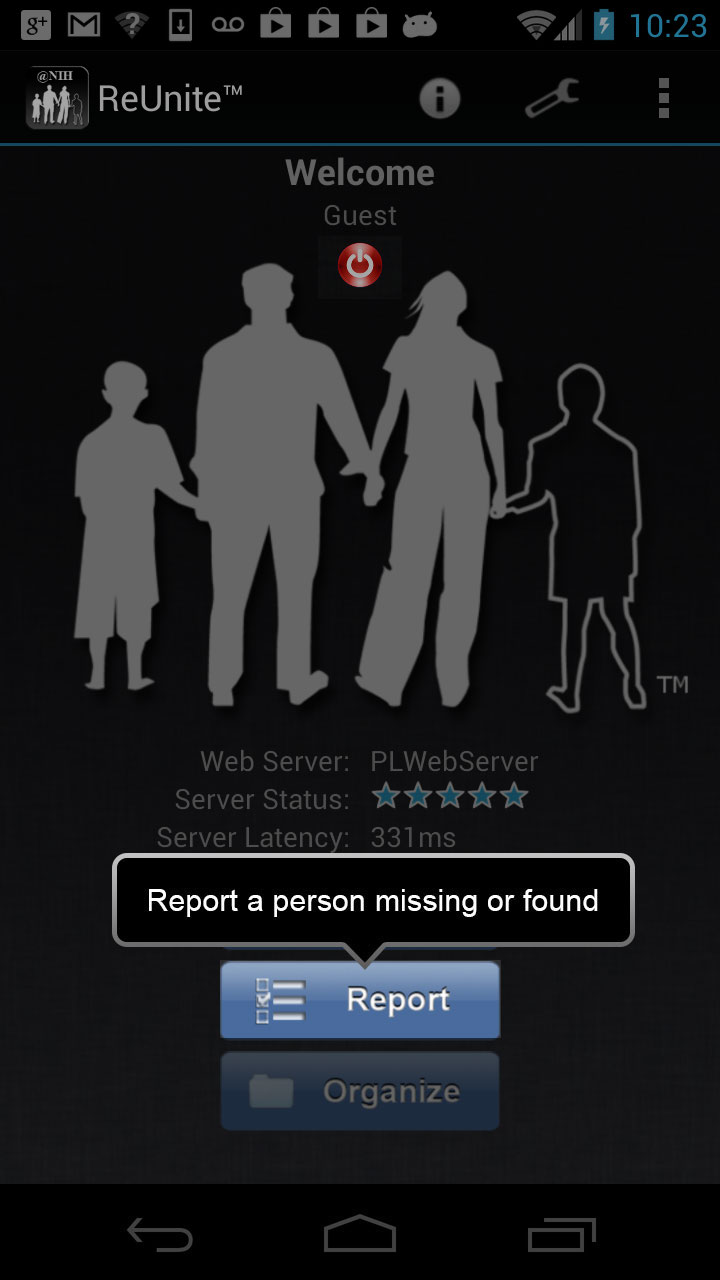 g+
10:23
@NIH
ReUnite™
Welcome
Guest
TM
Web Server: PLWebServer
Server Status:
Server Latency: 331ms
Report a person missing or found
Report
Organize